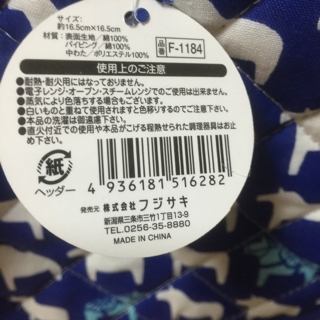 サイズ：
約16.5cm×16.5cm
材質：表面生地／綿100%
パイピング／綿100%
中わた／ポリエステル100%
品番 F-1184
使用上のご注意
●耐熱・耐火用にはなっておりません。
●電子レンジ・オーブン・スチームレンジでのご使用は出来ません。
●蒸気により色落ちする場合もございます。
●白いものと重ねて使用されますと色移りするのでご注意下さい。
●本品の洗濯は御遠慮下さい。
●直火付近での使用や本品がこげる程熱せられた調理器具はお止め下さい。
紙
ヘッダー
4 936181 516282
発売元 株式会社 フジサキ
新潟県三条市三竹1丁目13-9
TEL.0256-35-8880
MADE IN CHINA